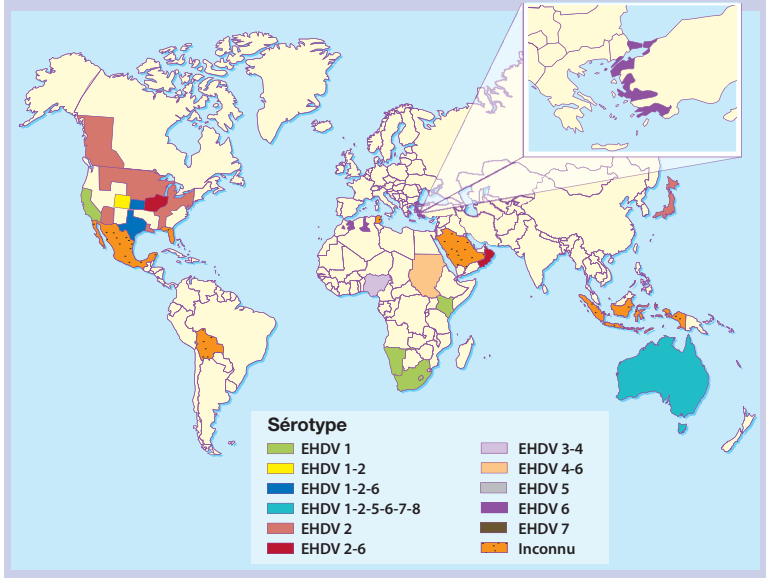 Sérotype
EHDV 1
EHDV 1-2
EHDV 1-2-6
EHDV 1-2-5-6-7-8
EHDV 2
EHDV 2-6
EHDV 3-4
EHDV 4-6
EHDV 5
EHDV 6
EHDV 7
Inconnu